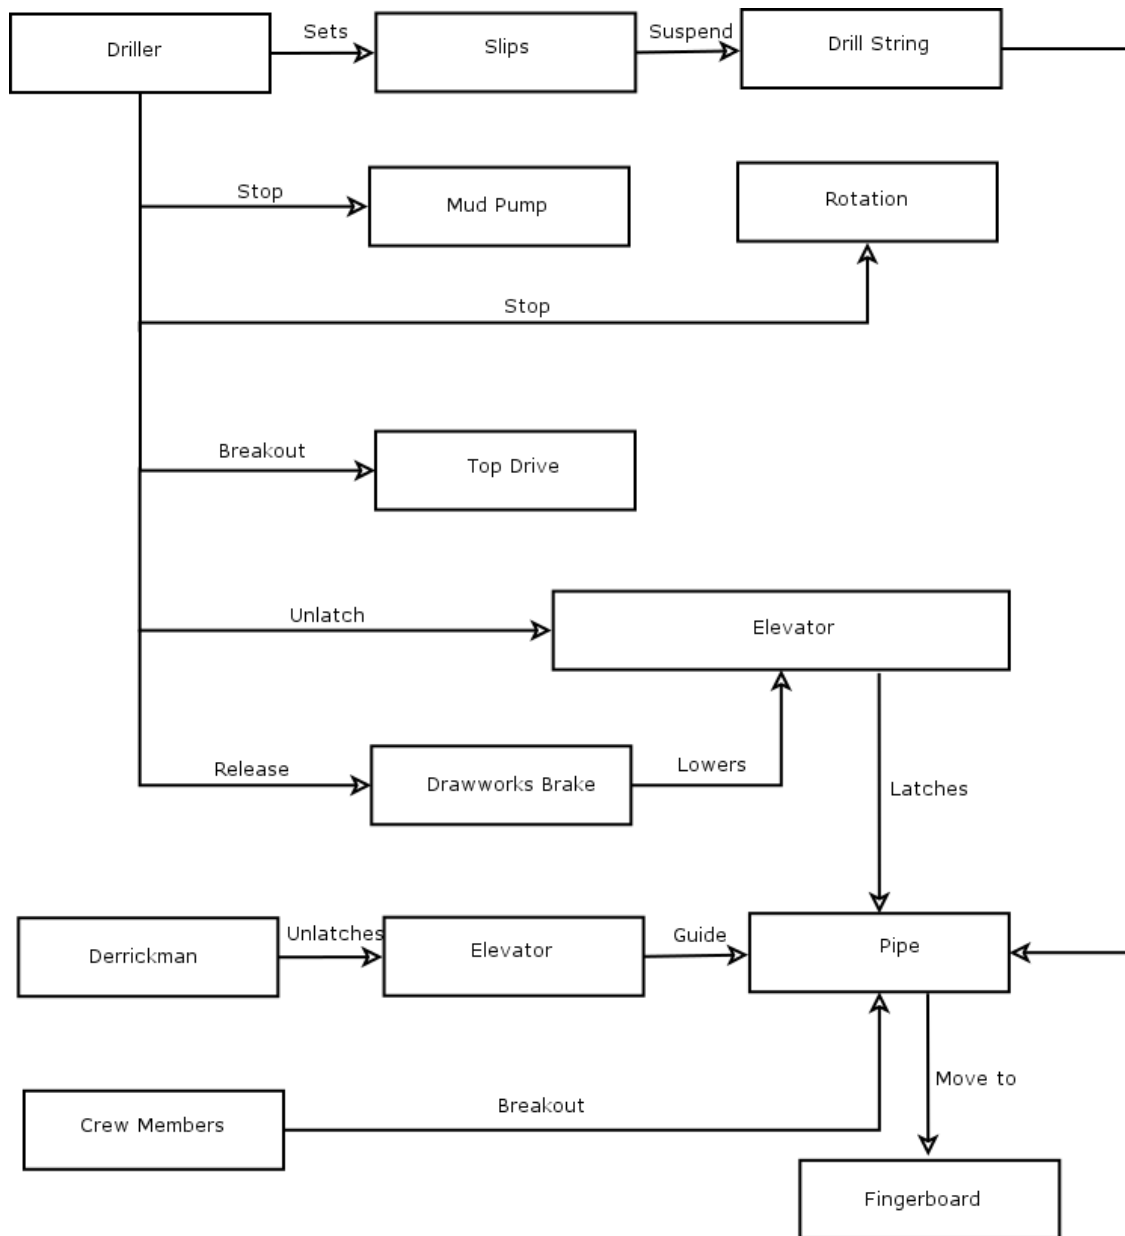 Driller
Sets
Slips
Suspend
Drill String
Stop
Mud Pump
Rotation
Stop
Breakout
Top Drive
Unlatch
Elevator
Release
Drawworks Brake
Lowers
Latches
Derrickman
Unlatches
Elevator
Guide
Pipe
Move to
Crew Members
Breakout
Fingerboard